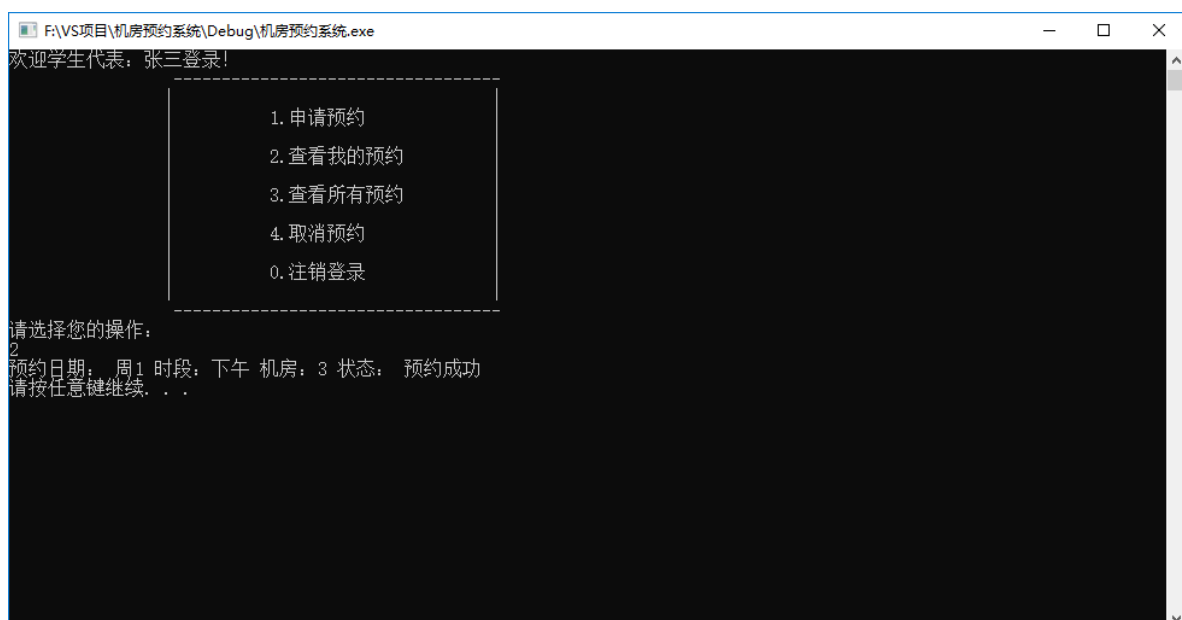 F:\VS项目\机房预约系统\Debug\机房预约系统.exe
欢迎学生代表：张三登录！
----------------------------------
1.申请预约
2.查看我的预约
3.查看所有预约
4.取消预约
0.注销登录
----------------------------------
请选择您的操作：
2
预约日期： 周1 时段：下午 机房：3 状态： 预约成功
请按任意键继续. . .